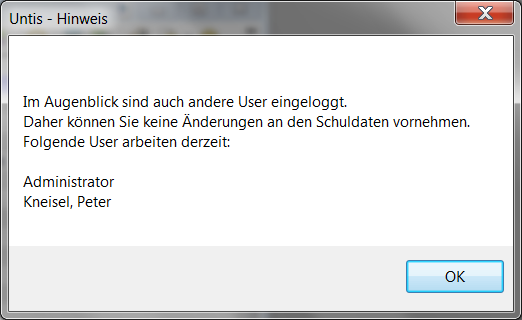 Untis - Hinweis
Im Augenblick sind auch andere User eingeloggt.
Daher können Sie keine Änderungen an den Schuldaten vornehmen.
Folgende User arbeiten derzeit:
Administrator
Kneisel, Peter
OK